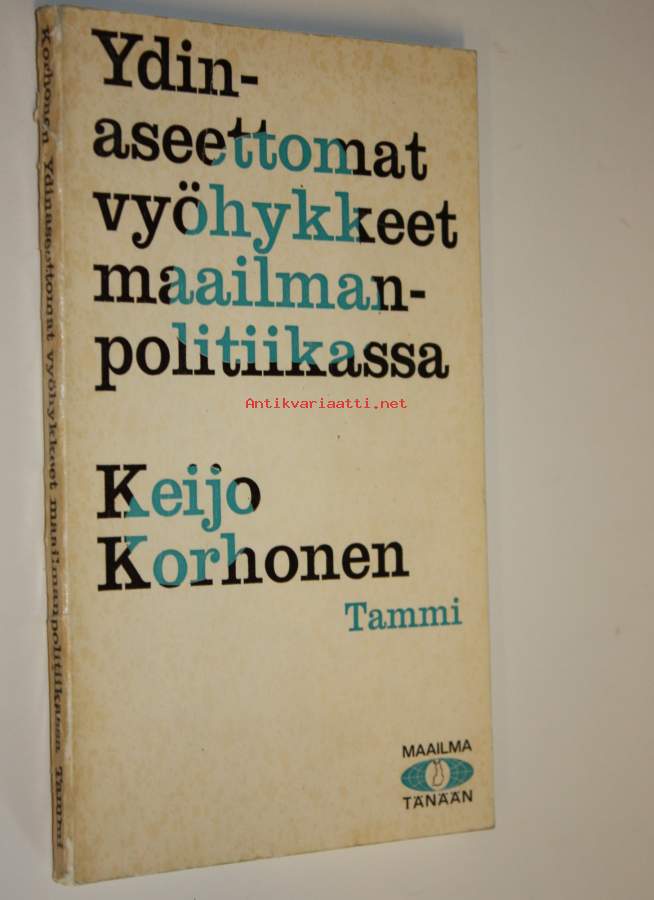 Ydin-
aseettomat
vyöhykkeet
maailman-
politiikassa
Antikvariaatti.net
Keijo
Korhonen
Tammi
MAAILMA
TÄNÄÄN
Korhonen Ydinaseettomat vyöhykkeet maailmanpolitiikassa Tammi